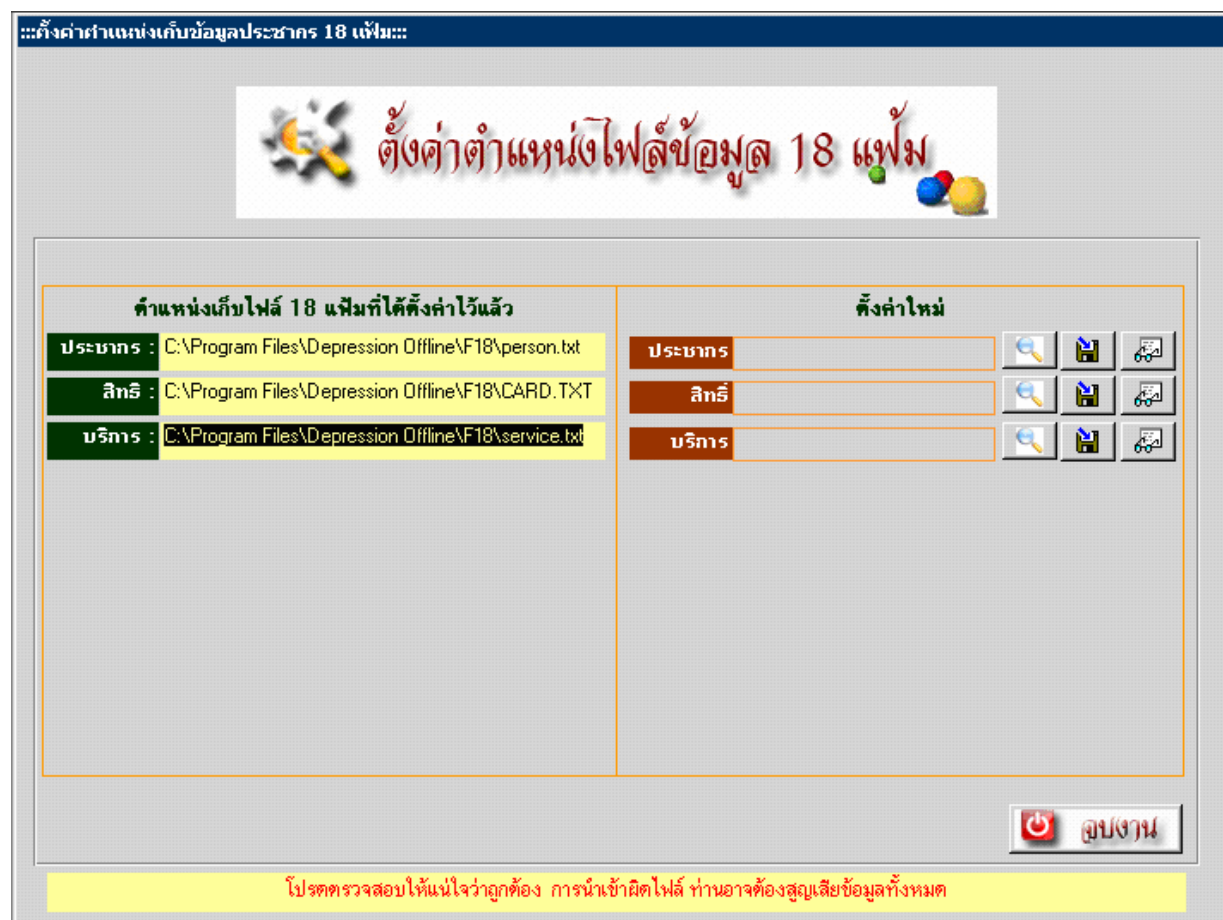 :::ตั้งค่าตำแหน่งเก็บข้อมูลประชากร 18 แฟ้ม:::
ตั้งค่าตำแหน่งไฟล์ข้อมูล 18 แฟ้ม
ตำแหน่งเก็บไฟล์ 18 แฟ้มที่ได้ตั้งค่าไว้แล้ว
ประชากร : C:\Program Files\Depression Offline\F18\person.txt
สิทธิ : C:\Program Files\Depression Offline\F18\CARD.TXT
บริการ : C:\Program Files\Depression Offline\F18\service.txt
ตั้งค่าใหม่
ประชากร
สิทธิ์
บริการ
จบงาน
โปรดตรวจสอบให้แน่ใจว่าถูกต้อง การนำเข้าผิดไฟล์ ท่านอาจต้องสูญเสียข้อมูลทั้งหมด